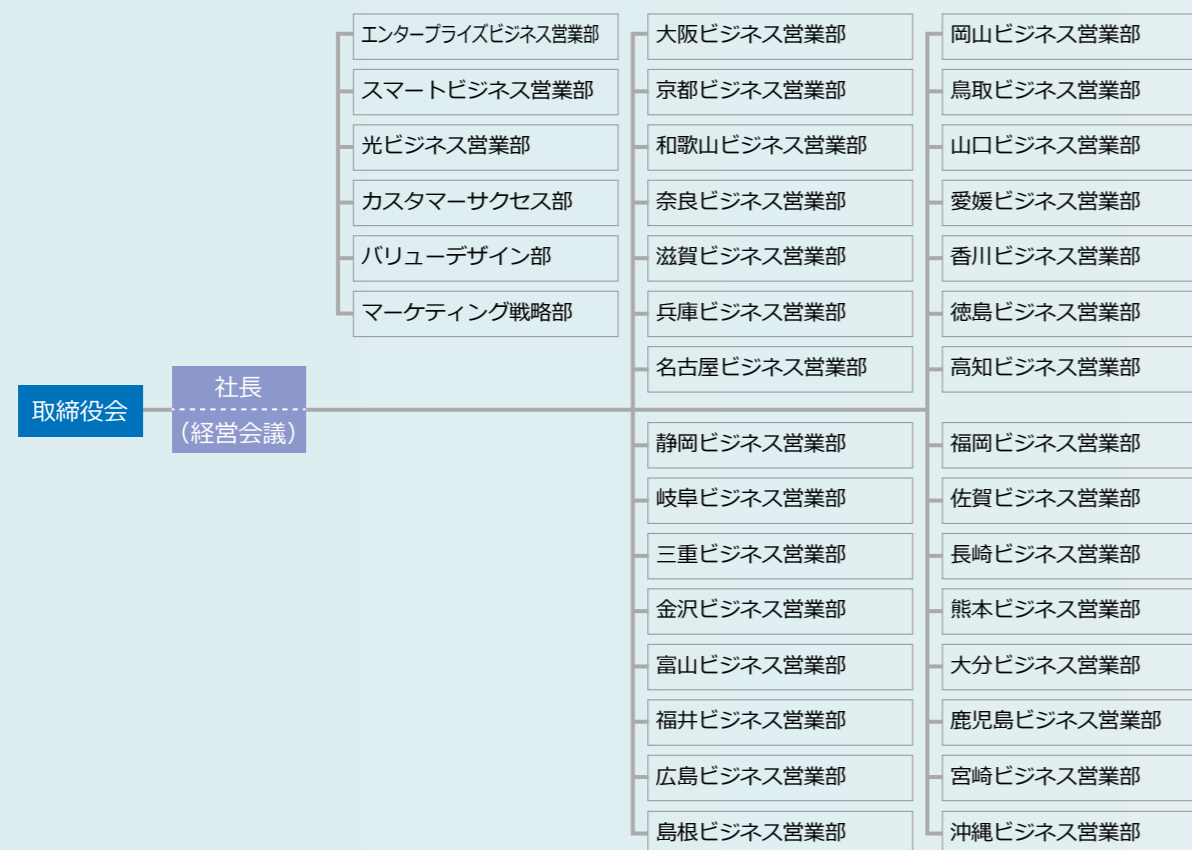 取締役会
社長
（経営会議）
エンタープライズビジネス営業部
スマートビジネス営業部
光ビジネス営業部
カスタマーサクセス部
バリューデザイン部
マーケティング戦略部
大阪ビジネス営業部
京都ビジネス営業部
和歌山ビジネス営業部
奈良ビジネス営業部
滋賀ビジネス営業部
兵庫ビジネス営業部
名古屋ビジネス営業部
静岡ビジネス営業部
岐阜ビジネス営業部
三重ビジネス営業部
金沢ビジネス営業部
富山ビジネス営業部
福井ビジネス営業部
広島ビジネス営業部
島根ビジネス営業部
岡山ビジネス営業部
鳥取ビジネス営業部
山口ビジネス営業部
愛媛ビジネス営業部
香川ビジネス営業部
徳島ビジネス営業部
高知ビジネス営業部
福岡ビジネス営業部
佐賀ビジネス営業部
長崎ビジネス営業部
熊本ビジネス営業部
大分ビジネス営業部
鹿児島ビジネス営業部
宮崎ビジネス営業部
沖縄ビジネス営業部